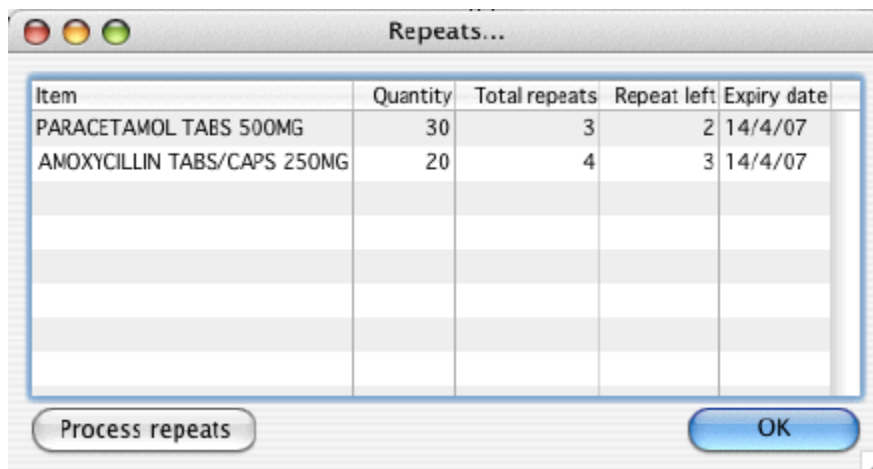 Repeats...
Item Quantity Total repeats Repeat left Expiry date
PARACETAMOL TABS 500MG 30 3 2 14/4/07
AMOXYCILLIN TABS/CAPS 250MG 20 4 3 14/4/07
Process repeats OK